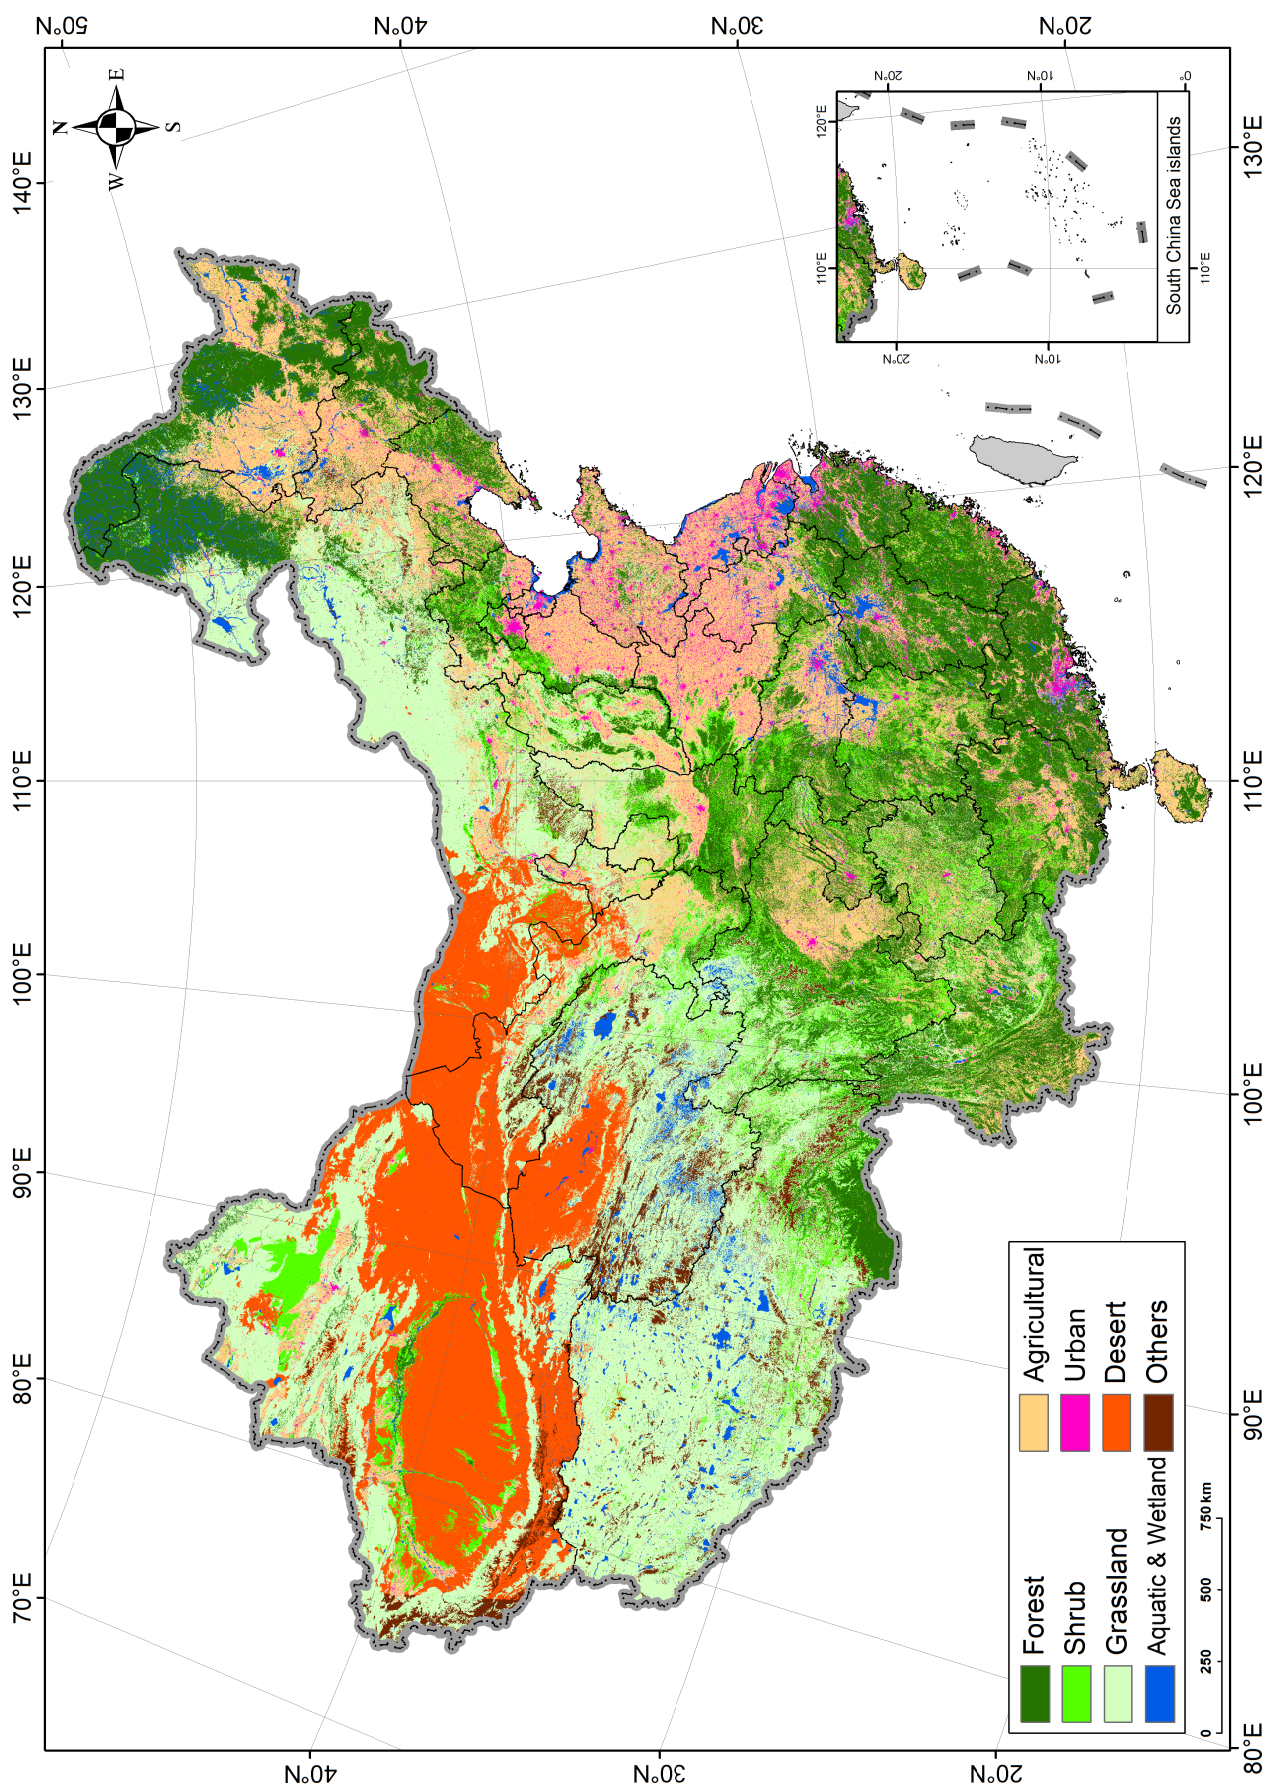 70°E 80°E 90°E 100°E 110°E 120°E 130°E 140°E
50°N
40°N
30°N
20°N
40°N
30°N
20°N
N
W E
S
110°E 120°E
20°N
10°N
20°N
10°N
0°
South China Sea islands
110°E
Forest Agricultural
Shrub Urban
Grassland Desert
Aquatic & Wetland Others
0 250 500 750 km
80°E 90°E 100°E 110°E 120°E 130°E